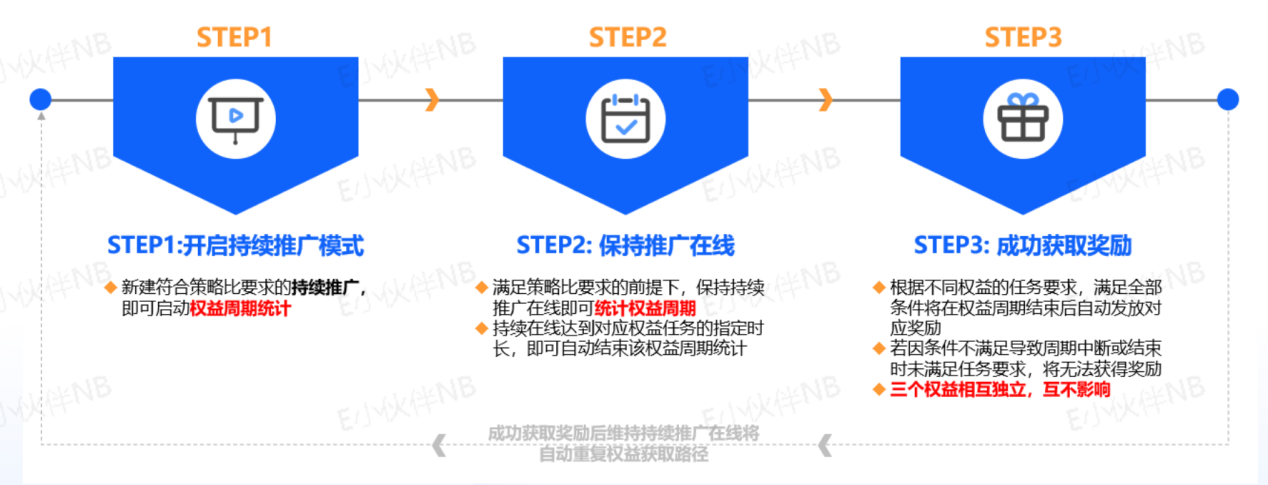 STEP1
STEP2
STEP3
STEP1:开启持续推广模式
新建符合策略比要求的持续推广，
即可启动权益周期统计
STEP2: 保持推广在线
满足策略比要求的前提下，保持持续
推广在线即可统计权益周期
持续在线达到对应权益任务的指定时
长，即可自动结束该权益周期统计
STEP3: 成功获取奖励
根据不同权益的任务要求，满足全部
条件将在权益周期结束后自动发放对
应奖励
若因条件不满足导致周期中断或结束
时未满足任务要求，将无法获得奖励
三个权益相互独立，互不影响
成功获取奖励后维持持续推广在线将
自动重复权益获取路径
E小伙伴NB